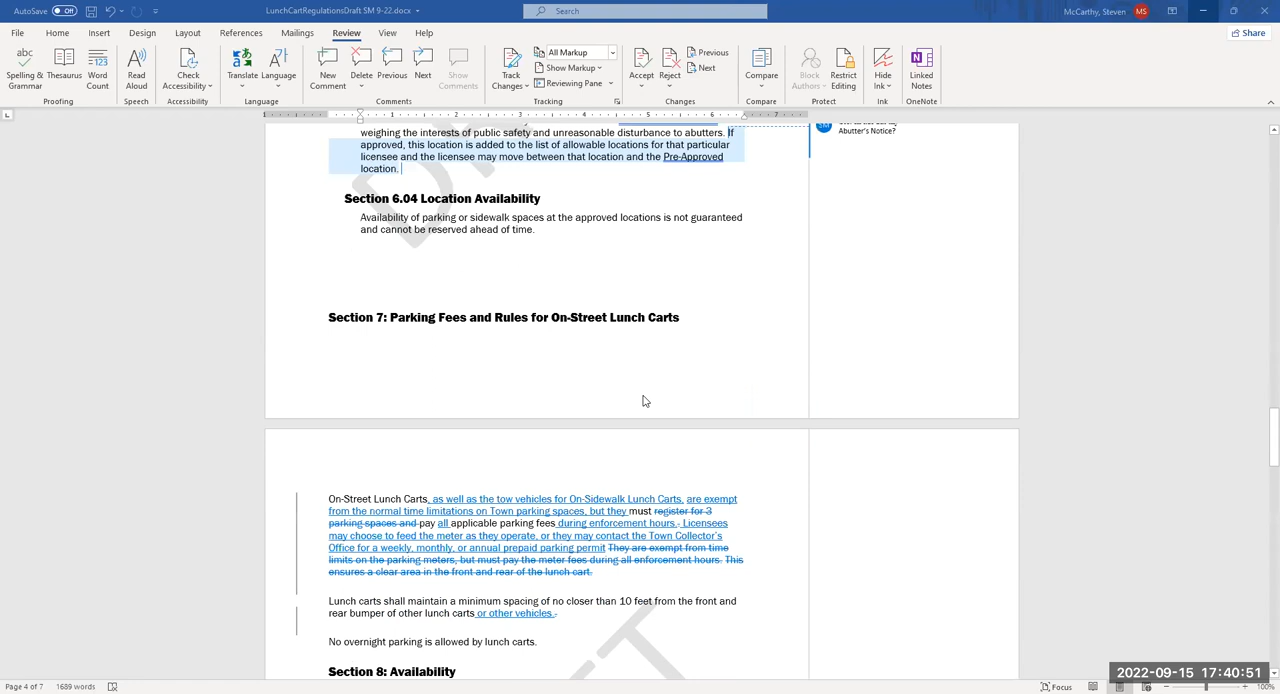 AutoSave Off LunchCartRegulationsDraft SM 9-22.docx Search McCarthy, Steven MS
File Home Insert Design Layout References Mailings Review View Help Share
Spelling & Grammar Thesaurus Word Count Read Aloud Check Accessibility Translate Language New Comment Delete Previous Next Show Comments Track Changes All Markup Show Markup Reviewing Pane Accept Reject Previous Next Compare Block Authors Restrict Editing Hide Ink Linked Notes
Proofing Speech Accessibility Language Comments Tracking Changes Compare Protect Ink OneNote
1 1 2 3 4 5 6 7
weighing the interests of public safety and unreasonable disturbance to abutters. If
approved, this location is added to the list of allowable locations for that particular
licensee and the licensee may move between that location and the Pre-Approved
location.
SM
Abutter's Notice?
Section 6.04 Location Availability
Availability of parking or sidewalk spaces at the approved locations is not guaranteed
and cannot be reserved ahead of time.
Section 7: Parking Fees and Rules for On-Street Lunch Carts
On-Street Lunch Carts, as well as the tow vehicles for On-Sidewalk Lunch Carts, are exempt
from the normal time limitations on Town parking spaces, but they must register for 3
parking spaces and pay all applicable parking fees during enforcement hours. . Licensees
may choose to feed the meter as they operate, or they may contact the Town Collector's
Office for a weekly, monthly, or annual prepaid parking permit They are exempt from time
limits on the parking meters, but must pay the meter fees during all enforcement hours. This
ensures a clear area in the front and rear of the lunch cart.
Lunch carts shall maintain a minimum spacing of no closer than 10 feet from the front and
rear bumper of other lunch carts or other vehicles .
No overnight parking is allowed by lunch carts.
Section 8: Availability
2022-09-15 17:40:51
Page 4 of 7 1689 words Focus 100%